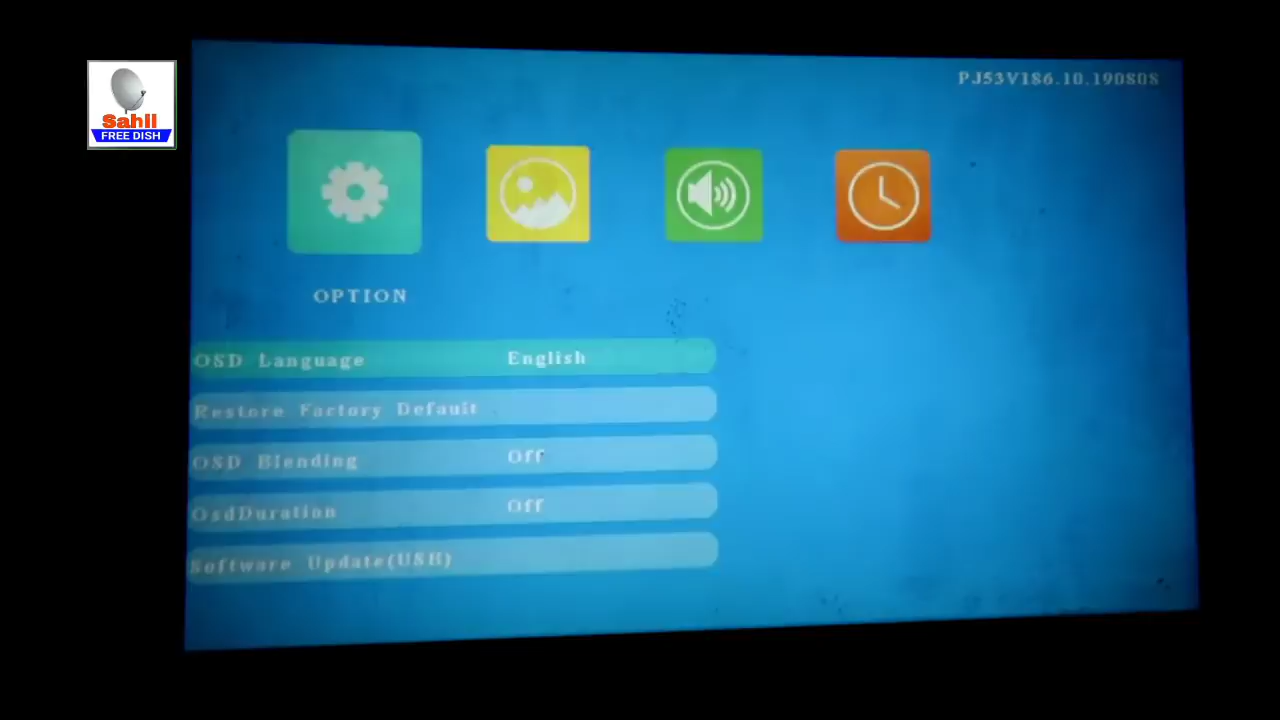 Sahil
FREE DISH
PJ53V186.10.190808
OPTION
OSD Language English
Restore Factory Default
OSD Blending Off
OsdDuration Off
Software Update(USB)